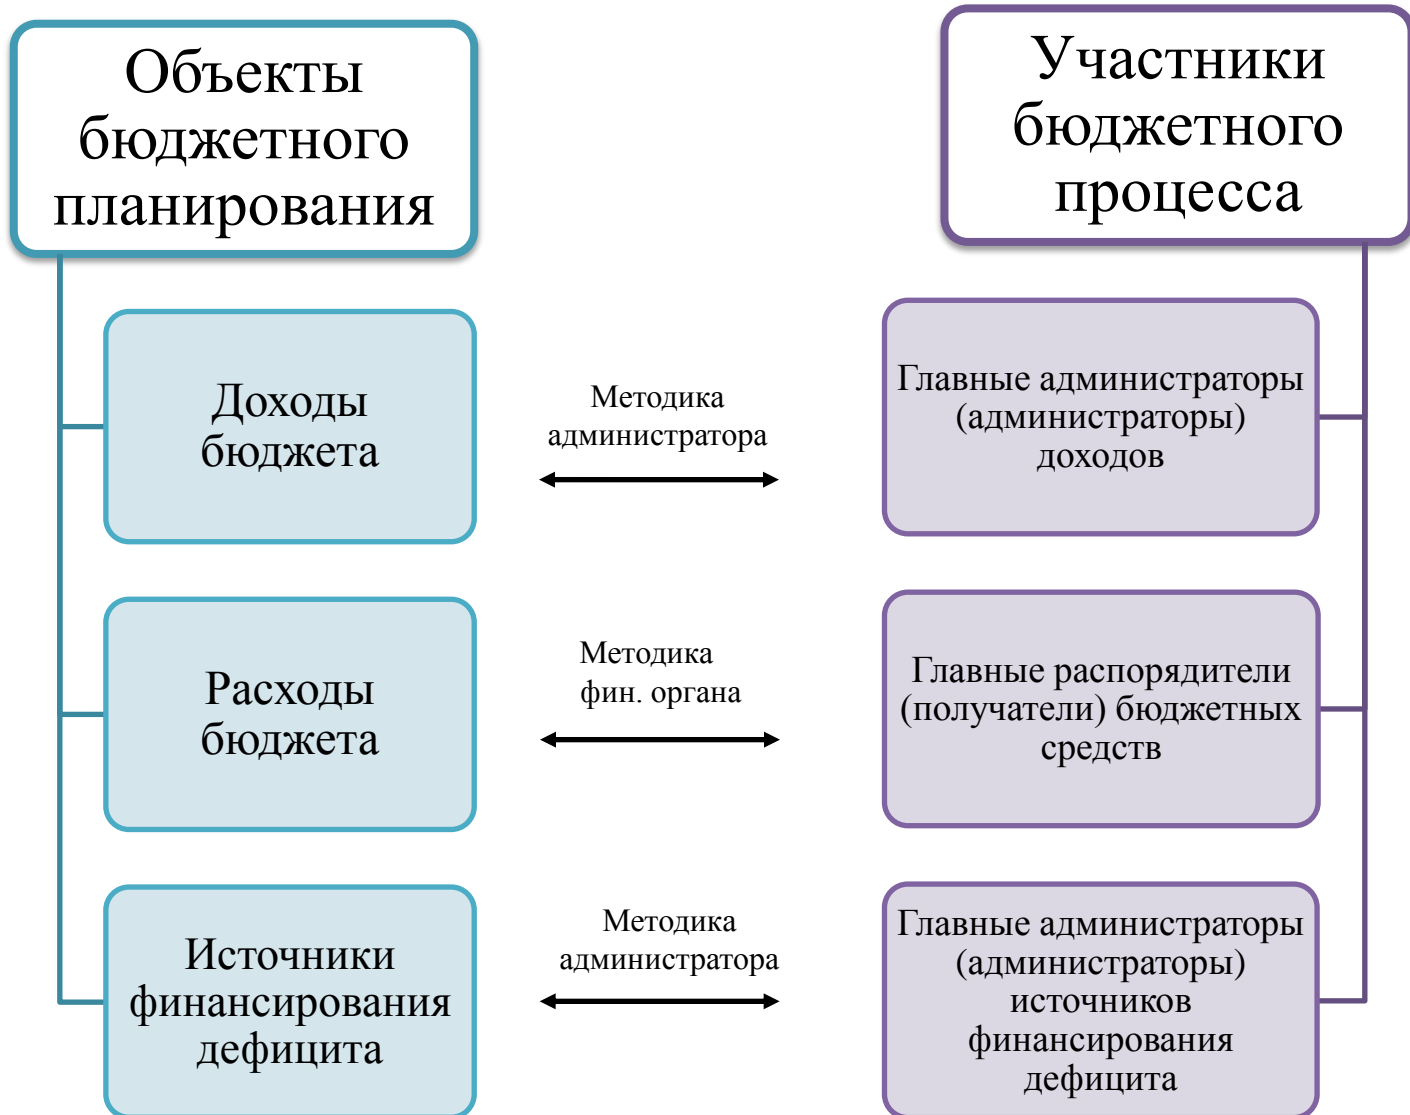 Объекты
бюджетного
планирования
Участники
бюджетного
процесса
Доходы
бюджета
Методика
администратора
Главные администраторы
(администраторы)
доходов
Расходы
бюджета
Методика
фин. органа
Главные распорядители
(получатели) бюджетных
средств
Источники
финансирования
дефицита
Методика
администратора
Главные администраторы
(администраторы)
источников
финансирования
дефицита